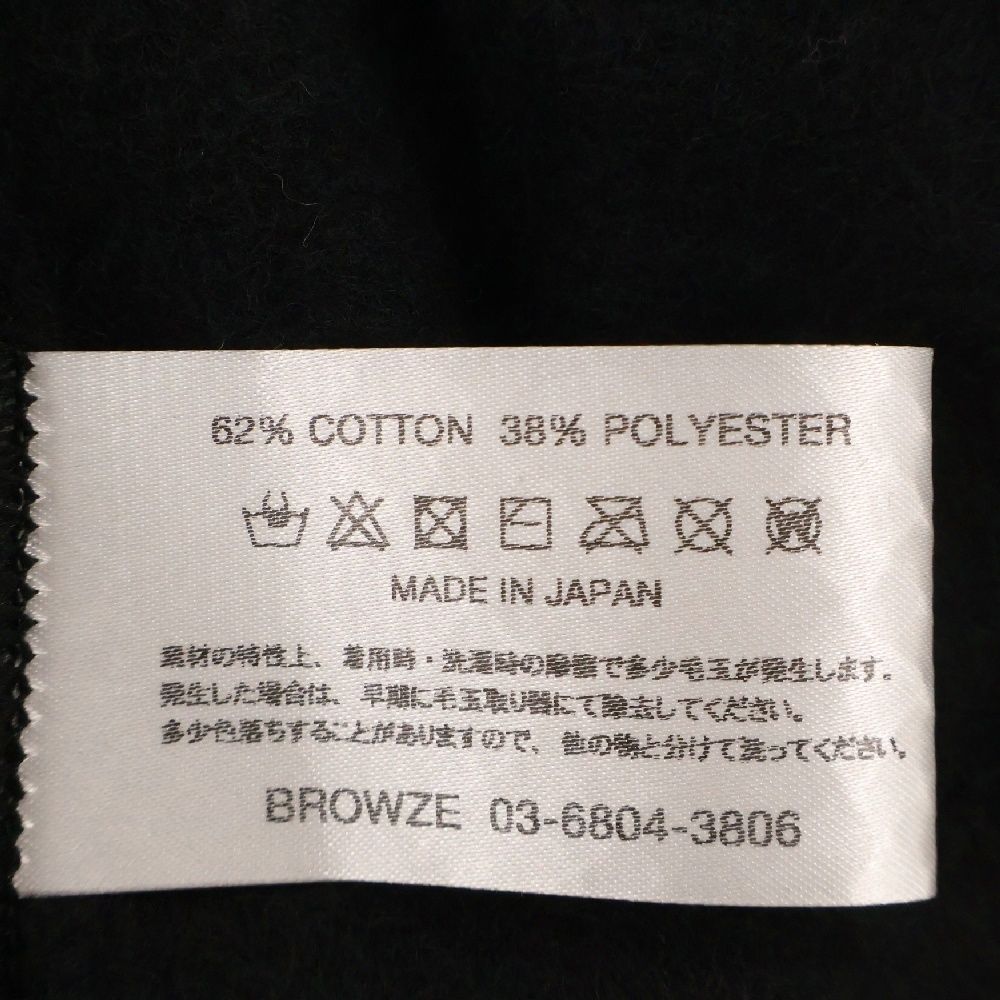 62% COTTON 38% POLYESTER
MADE IN JAPAN
素材の特性上、着用時・洗濯時の摩擦で多少毛玉が発生します。
発生した場合は、早期に毛玉取り器にて除去してください。
多少色落ちすることがありますので、他の物と分けて洗ってください。
BROWZE 03-6804-3806